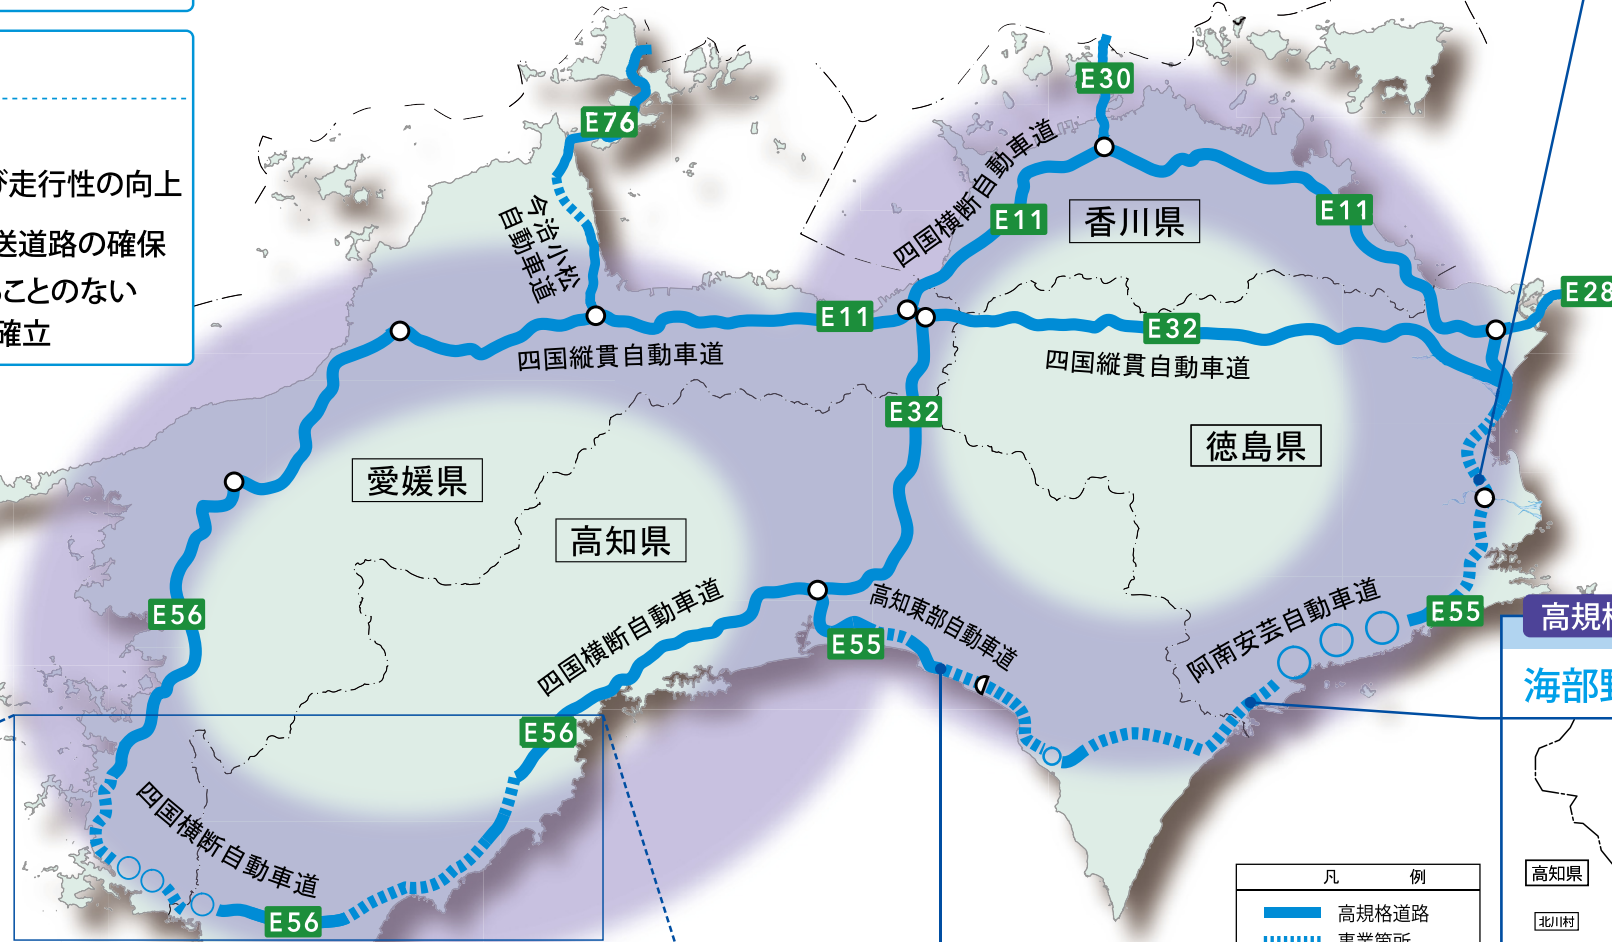 び走行性の向上
送道路の確保
ることのない
確立
E76
E30
今治小松
自動車道
四国横断自動車道
E11
香川県
E11
E28
E11
四国縦貫自動車道
E32
四国縦貫自動車道
E32
徳島県
愛媛県
高知県
E56
四国横断自動車道
高知東部自動車道
E55
阿南安芸自動車道
E55
高規格
海部野
E56
四国横断自動車道
E56
凡例
高規格道路
事業箇所
高知県
北川村